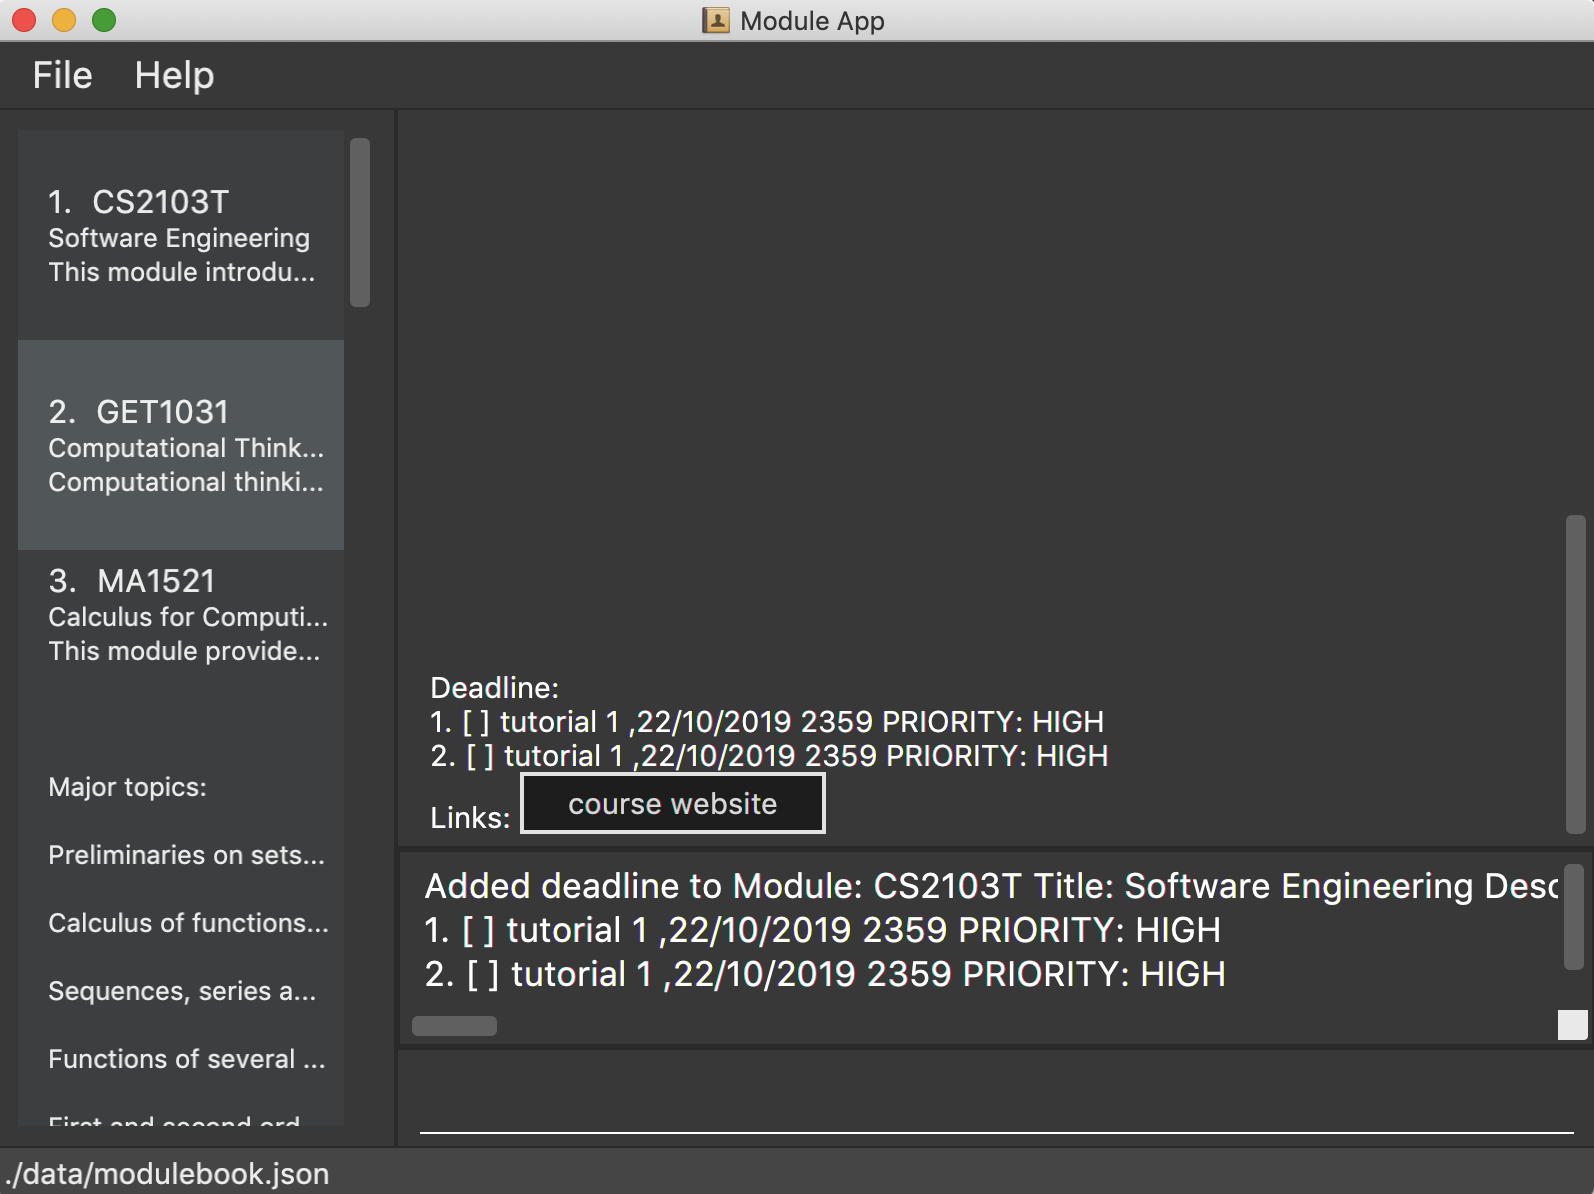 Module App
File Help
1. CS2103T
Software Engineering
This module introdu...
2. GET1031
Computational Think...
Computational thinki...
3. MA1521
Calculus for Computi...
This module provide...
Major topics:
Preliminaries on sets...
Calculus of functions...
Sequences, series a...
Functions of several ...
First and second ord
Deadline:
1. [ ] tutorial 1 ,22/10/2019 2359 PRIORITY: HIGH
2. [ ] tutorial 1 ,22/10/2019 2359 PRIORITY: HIGH
Links: course website
Added deadline to Module: CS2103T Title: Software Engineering Desc
1. [ ] tutorial 1 ,22/10/2019 2359 PRIORITY: HIGH
2. [ ] tutorial 1 ,22/10/2019 2359 PRIORITY: HIGH
./data/modulebook.json